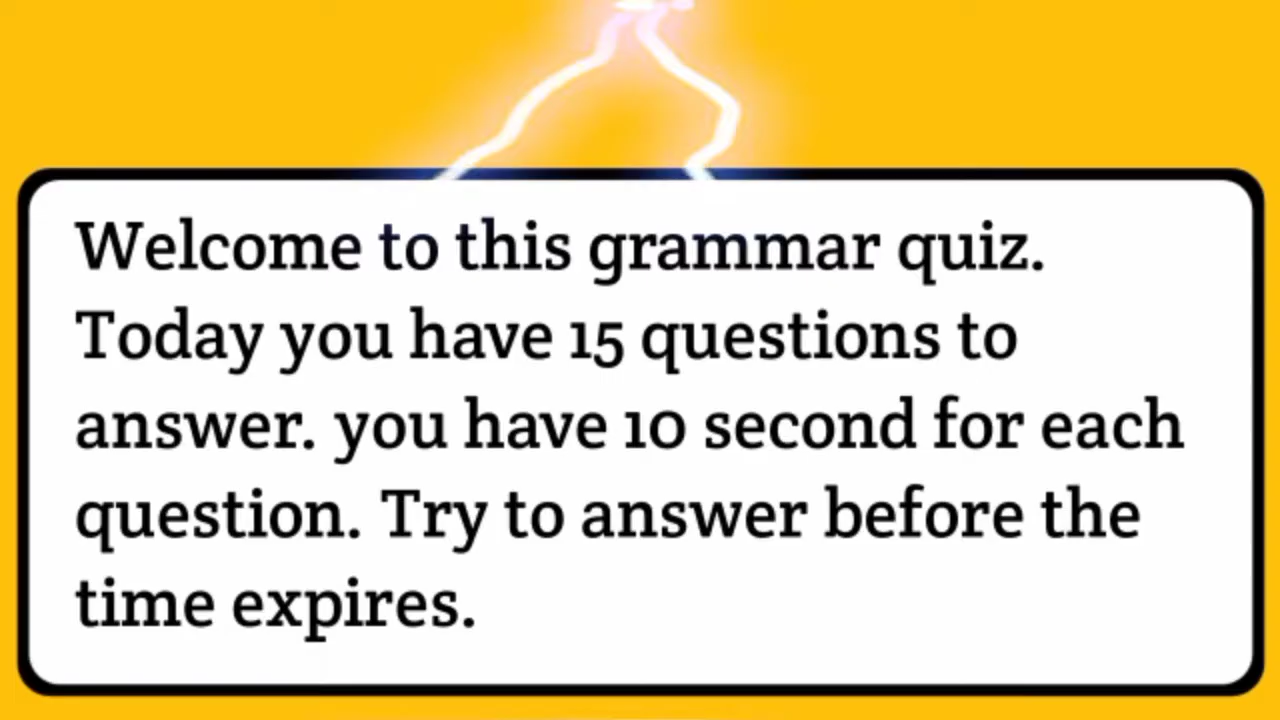 Welcome to this grammar quiz.
Today you have 15 questions to
answer. you have 10 second for each
question. Try to answer before the
time expires.